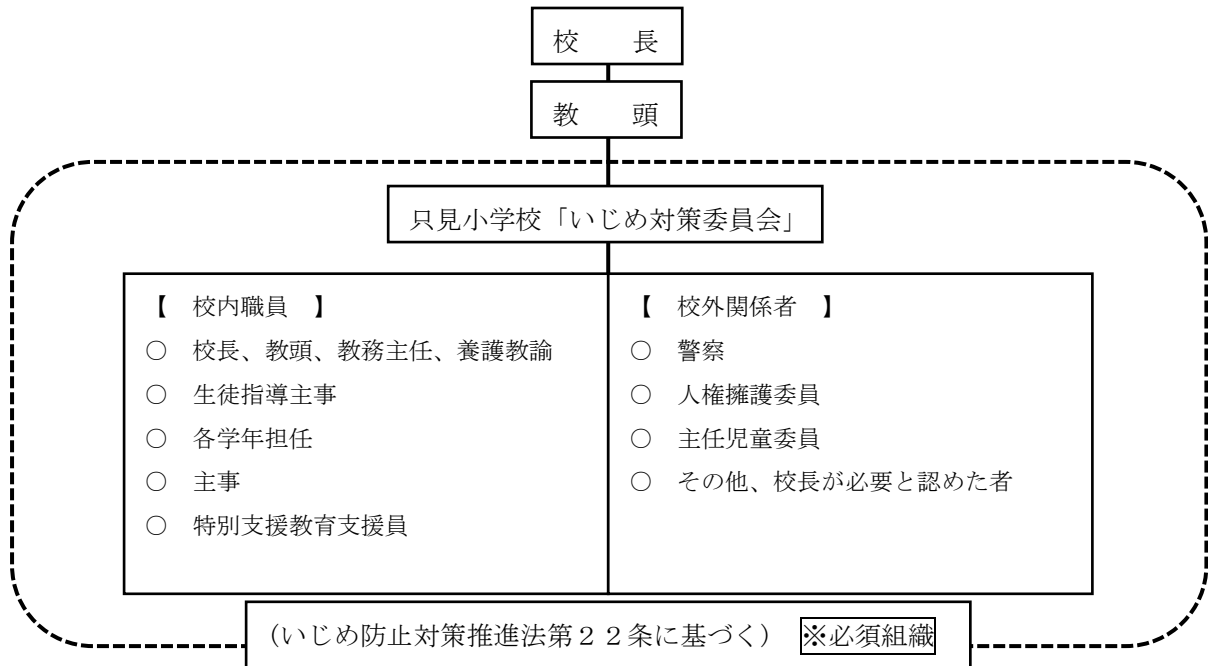 校　　長
教　　頭
只見小学校「いじめ対策委員会」
【　校内職員　】
○　校長、教頭、教務主任、養護教諭
○　生徒指導主事
○　各学年担任
○　主事
○　特別支援教育支援員
【　校外関係者　】
○　警察
○　人権擁護委員
○　主任児童委員
○　その他、校長が必要と認めた者
（いじめ防止対策推進法第２２条に基づく）　※必須組織